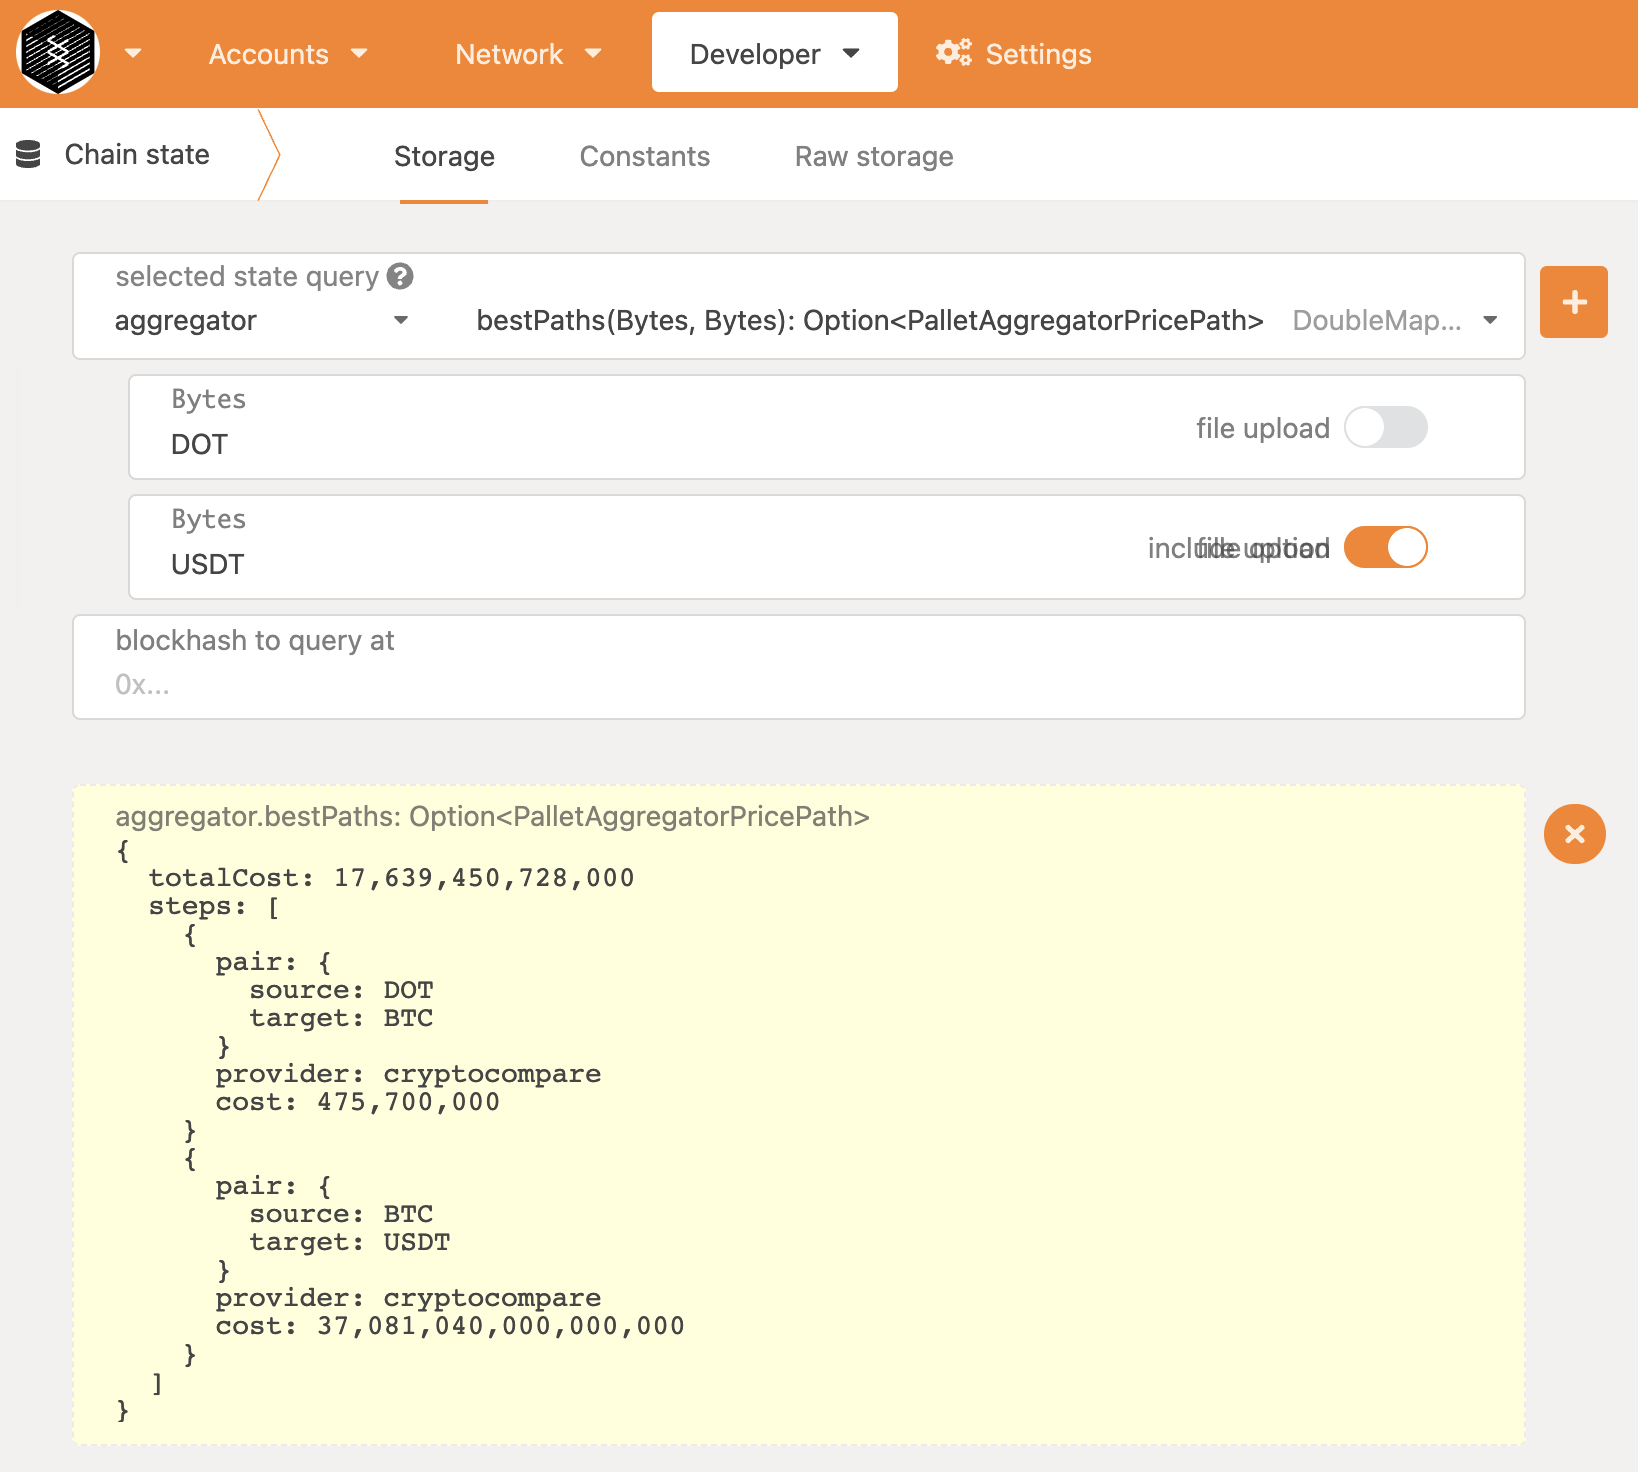 Accounts Network Developer Settings
Chain state Storage Constants Raw storage
selected state query ?
aggregator bestPaths(Bytes, Bytes): Option<PalletAggregatorPricePath> DoubleMap...
Bytes
DOT file upload
Bytes
USDT include option file upload
blockhash to query at
0x...
aggregator.bestPaths: Option<PalletAggregatorPricePath>
{
totalCost: 17,639,450,728,000
steps: [
{
pair: {
source: DOT
target: BTC
}
provider: cryptocompare
cost: 475,700,000
}
{
pair: {
source: BTC
target: USDT
}
provider: cryptocompare
cost: 37,081,040,000,000,000
}
]
}